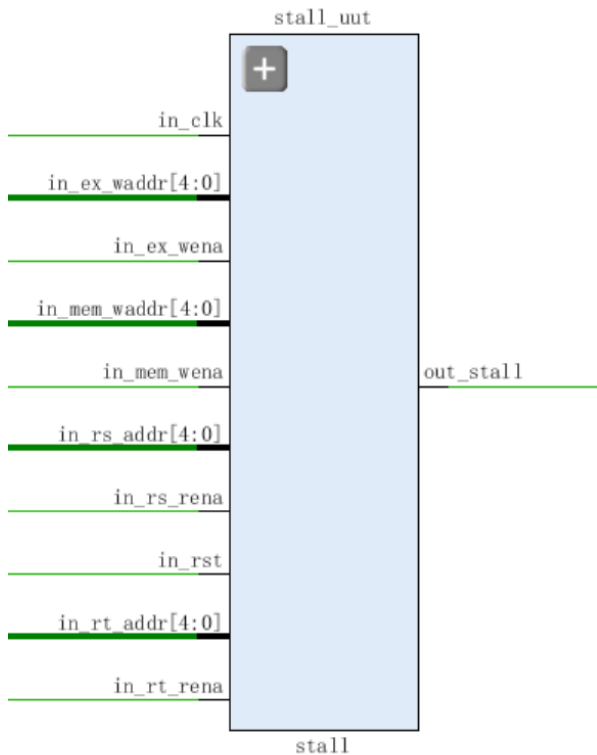 stall_uut
in_clk
in_ex_waddr[4:0]
in_ex_wena
in_mem_waddr[4:0]
in_mem_wena
out_stall
in_rs_addr[4:0]
in_rs_rena
in_rst
in_rt_addr[4:0]
in_rt_rena
stall